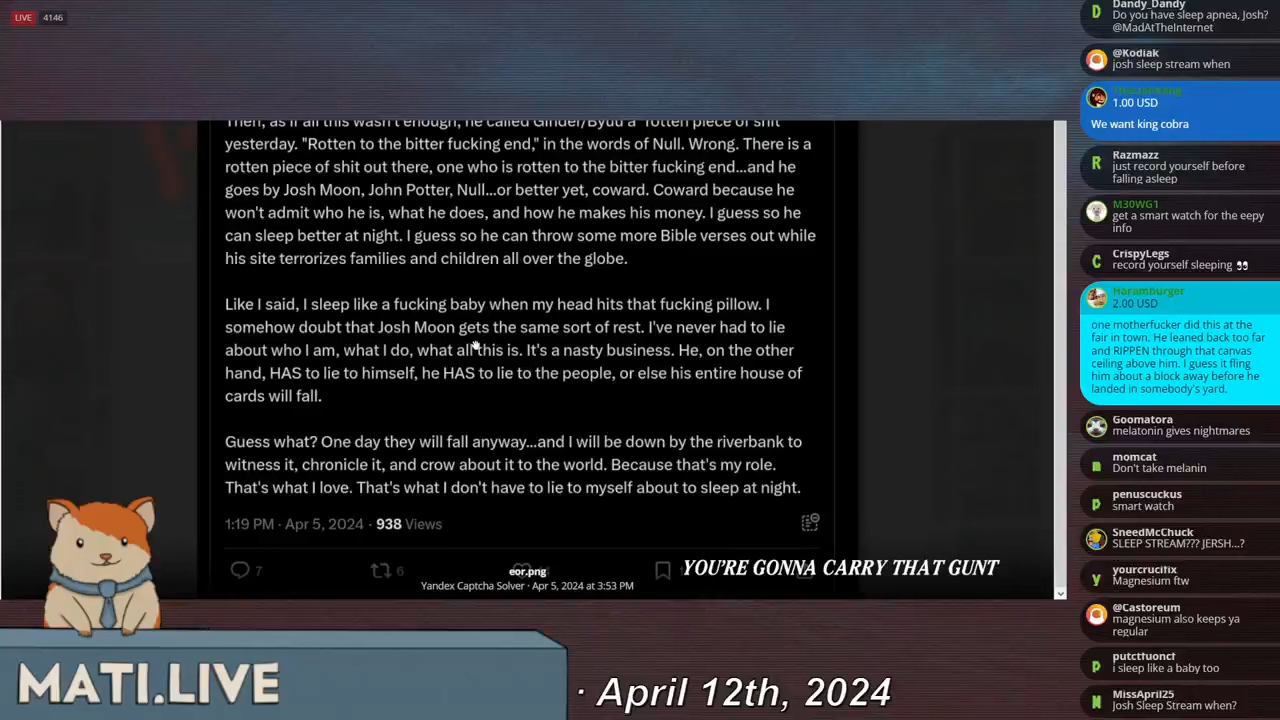 LIVE 4146
Then, as if all this wasn't enough, he called Ginder/Byuu a "rotten piece of shit
yesterday. "Rotten to the bitter fucking end," in the words of Null. Wrong. There is a
rotten piece of shit out there, one who is rotten to the bitter fucking end...and he
goes by Josh Moon, John Potter, Null...or better yet, coward. Coward because he
won't admit who he is, what he does, and how he makes his money. I guess so he
can sleep better at night. I guess so he can throw some more Bible verses out while
his site terrorizes families and children all over the globe.
Like I said, I sleep like a fucking baby when my head hits that fucking pillow. I
somehow doubt that Josh Moon gets the same sort of rest. I've never had to lie
about who I am, what I do, what all this is. It's a nasty business. He, on the other
hand, HAS to lie to himself, he HAS to lie to the people, or else his entire house of
cards will fall.
Guess what? One day they will fall anyway...and I will be down by the riverbank to
witness it, chronicle it, and crow about it to the world. Because that's my role.
That's what I love. That's what I don't have to lie to myself about to sleep at night.
1:19 PM · Apr 5, 2024 · 938 Views
7
6
eor.png
Yandex Captcha Solver · Apr 5, 2024 at 3:53 PM
YOU'RE GONNA CARRY THAT GUNT
MATI.LIVE
· April 12th, 2024
D
Dandy_Dandy
Do you have sleep apnea, Josh?
@MadAtTheInternet
@Kodiak
josh sleep stream when
1.00 USD
We want king cobra
R
Razmazz
just record yourself before
falling asleep
M30WG1
get a smart watch for the eepy
info
C
CrispyLegs
record yourself sleeping 👀
Haramburger
2.00 USD
one motherfucker did this at the
fair in town. He leaned back too far
and RIPPEN through that canvas
ceiling above him. I guess it fling
him about a block away before he
landed in somebody's yard.
Goomatora
melatonin gives nightmares
m
momcat
Don't take melanin
p
penuscuckus
smart watch
SneedMcChuck
SLEEP STREAM??? JERSH...?
y
yourcrucifix
Magnesium ftw
@Castoreum
magnesium also keeps ya
regular
p
putctfuonct
i sleep like a baby too
M
MissApril25
Josh Sleep Stream when?